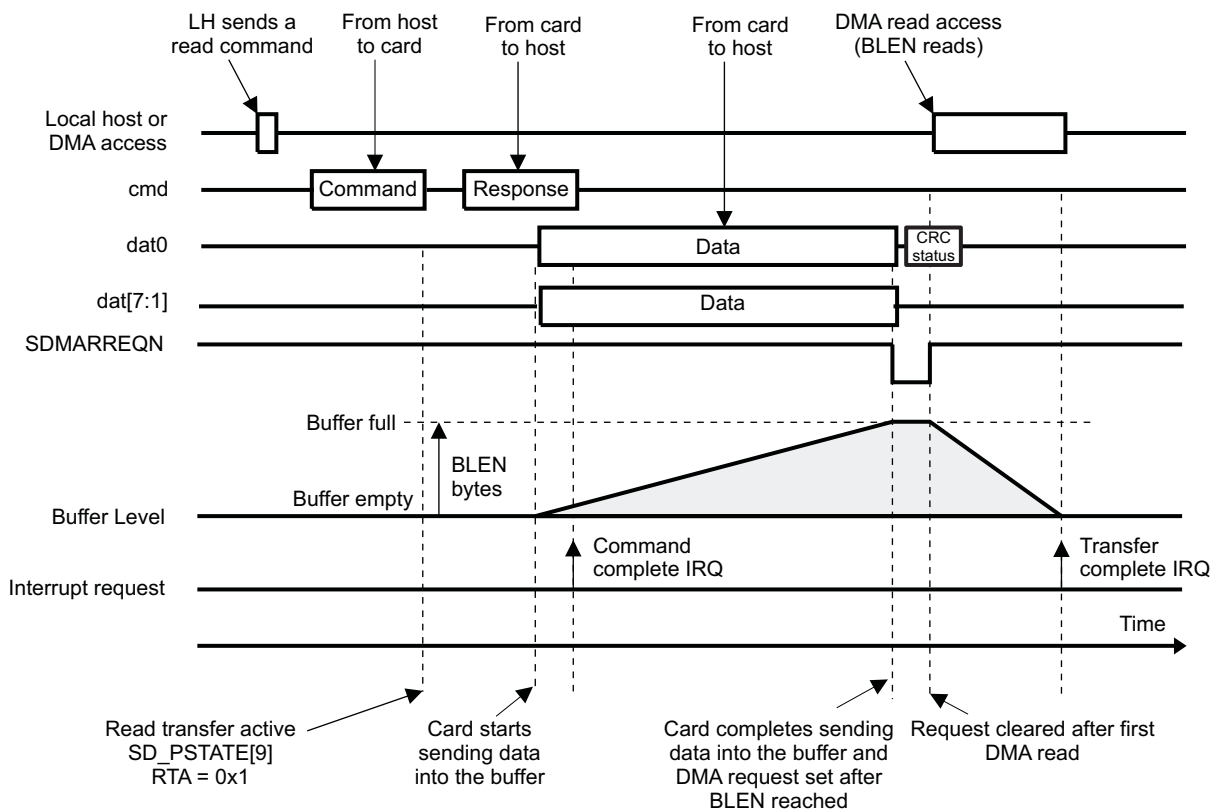 LH sends a
read command
From host
to card
From card
to host
From card
to host
DMA read access
(BLEN reads)
Local host or
DMA access
cmd
Command
Response
dat0
Data
CRC
status
dat[7:1]
Data
SDMARREQN
Buffer full
BLEN
bytes
Buffer empty
Buffer Level
Command
complete IRQ
Transfer
complete IRQ
Interrupt request
Time
Read transfer active
SD_PSTATE[9]
RTA = 0x1
Card starts
sending data
into the buffer
Card completes sending
data into the buffer and
DMA request set after
BLEN reached
Request cleared after first
DMA read